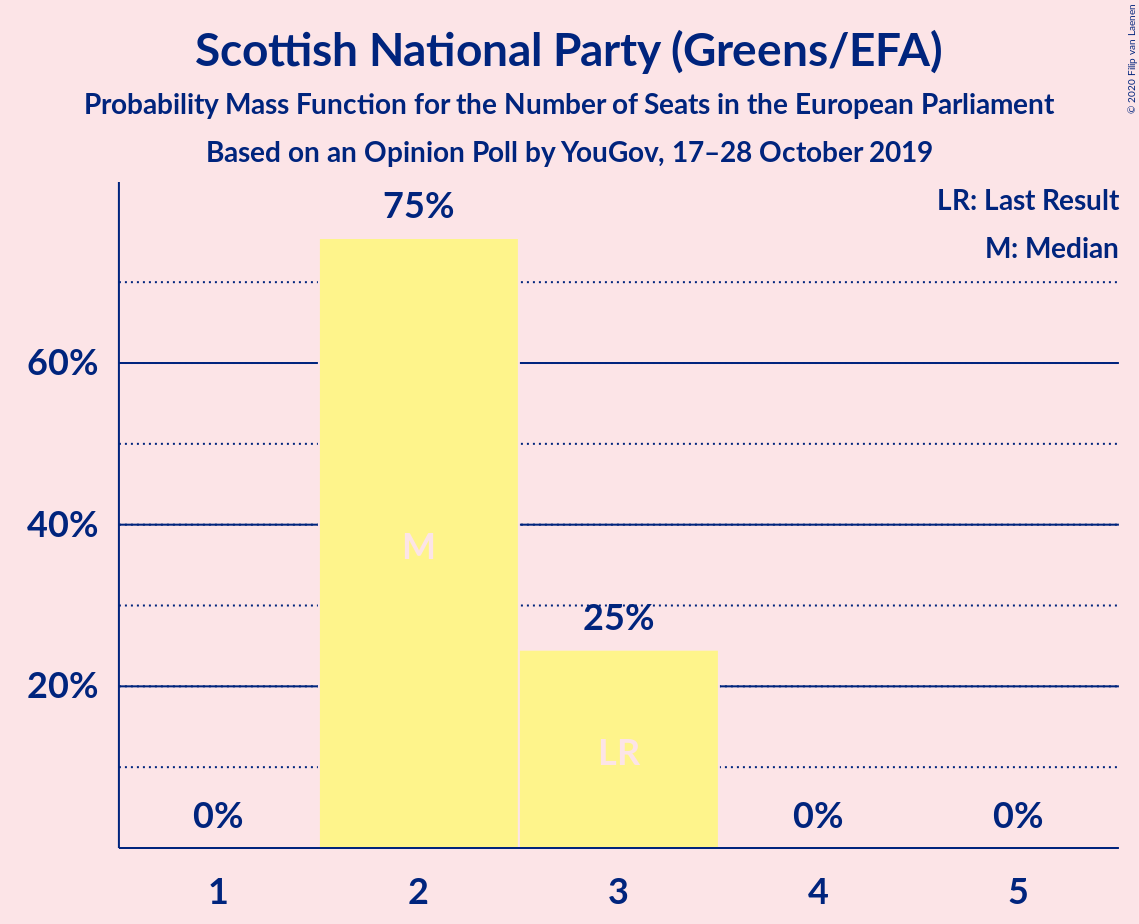 Scottish National Party (Greens/EFA)
Probability Mass Function for the Number of Seats in the European Parliament
Based on an Opinion Poll by YouGov, 17–28 October 2019
© 2020 Filip van Laenen
LR: Last Result
M: Median
75%
60%
40%
M
25%
20%
LR
0%
0%
0%
1
2
3
4
5